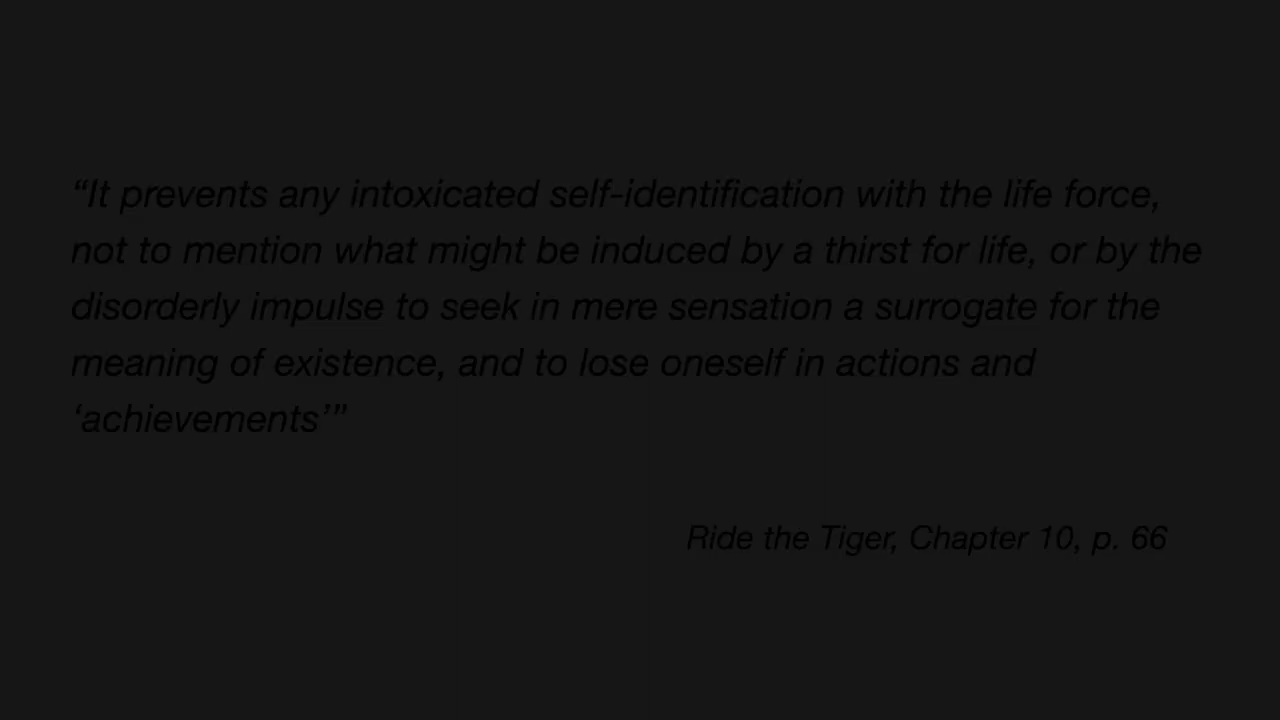 “It prevents any intoxicated self-identification with the life force,
not to mention what might be induced by a thirst for life, or by the
disorderly impulse to seek in mere sensation a surrogate for the
meaning of existence, and to lose oneself in actions and
‘achievements’”
Ride the Tiger, Chapter 10, p. 66